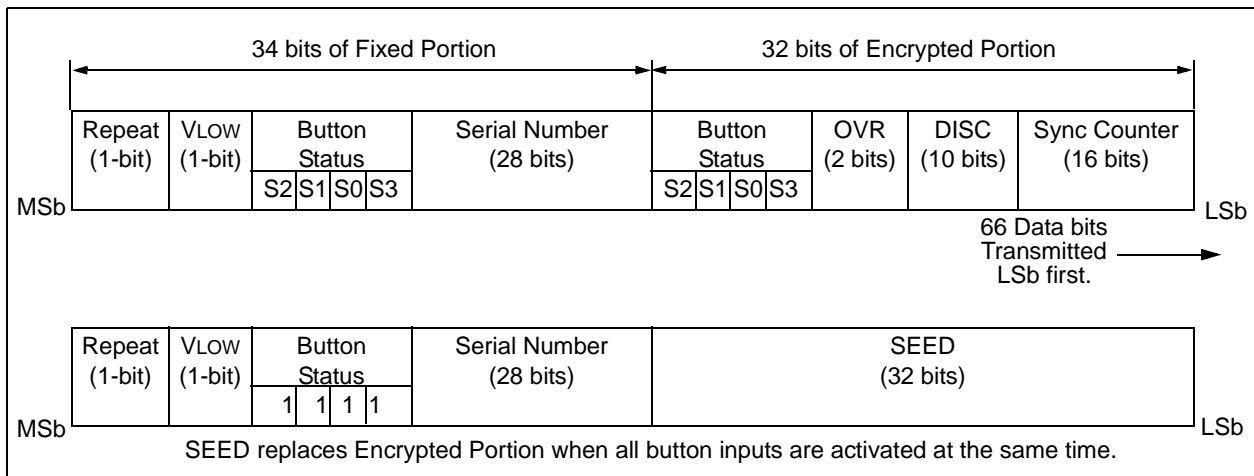 34 bits of Fixed Portion
32 bits of Encrypted Portion
Repeat
(1-bit)
VLOW
(1-bit)
Button
Status
S2 S1 S0 S3
Serial Number
(28 bits)
Button
Status
S2 S1 S0 S3
OVR
(2 bits)
DISC
(10 bits)
Sync Counter
(16 bits)
MSb
LSb
66 Data bits
Transmitted
LSb first.
Repeat
(1-bit)
VLOW
(1-bit)
Button
Status
1 1 1 1
Serial Number
(28 bits)
SEED
(32 bits)
MSb
LSb
SEED replaces Encrypted Portion when all button inputs are activated at the same time.